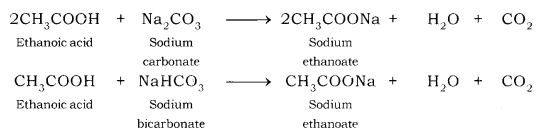 2CH₃COOH + Na₂CO₃ ⟶ 2CH₃COONa + H₂O + CO₂
Ethanoic acid Sodium Sodium
carbonate ethanoate
CH₃COOH + NaHCO₃ ⟶ CH₃COONa + H₂O + CO₂
Ethanoic acid Sodium Sodium
bicarbonate ethanoate